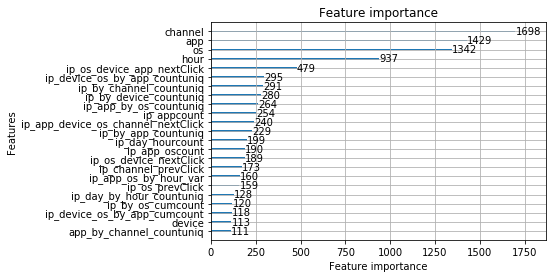 Feature importance
channel 1698
app 1429
os 1342
hour 937
ip_os_device_app_nextClick 479
ip_device_os_by_app_countuniq 295
ip_by_channel_countuniq 291
ip_by_device_countuniq 280
ip_app_by_os_countuniq 264
ip_appcount 254
ip_app_device_os_channel_nextClick 240
ip_by_app_countuniq 229
ip_day_hourcount 199
ip_app_oscount 190
ip_os_device_nextClick 189
ip_channel_prevClick 173
ip_app_os_by_hour_var 160
ip_os_prevClick 159
ip_day_by_hour_countuniq 128
ip_by_os_cumcount 120
ip_device_os_by_app_cumcount 118
device 113
app_by_channel_countuniq 111
Features
0 250 500 750 1000 1250 1500 1750
Feature importance